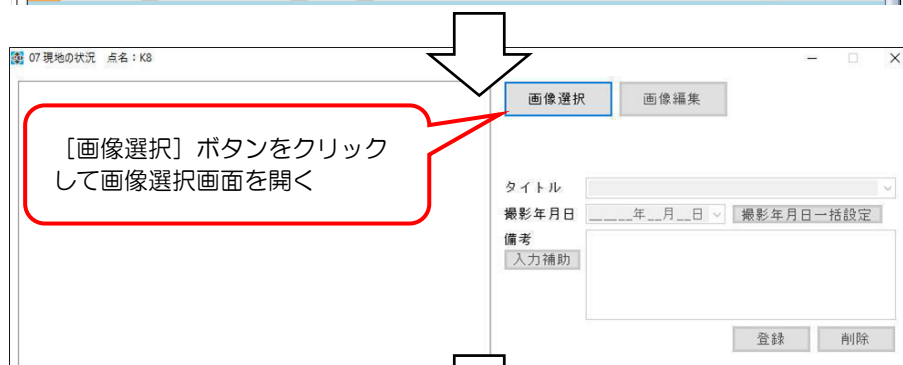 07 現地の状況 点名：K8
画像選択 画像編集
［画像選択］ボタンをクリック
して画像選択画面を開く
タイトル
撮影年月日 _____年__月__日 撮影年月日一括設定
備考
入力補助
登録 削除